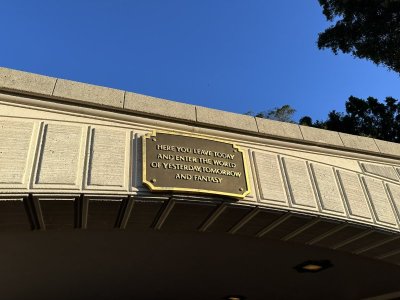 HERE YOU LEAVE TODAY
AND ENTER THE WORLD
OF YESTERDAY, TOMORROW
AND FANTASY